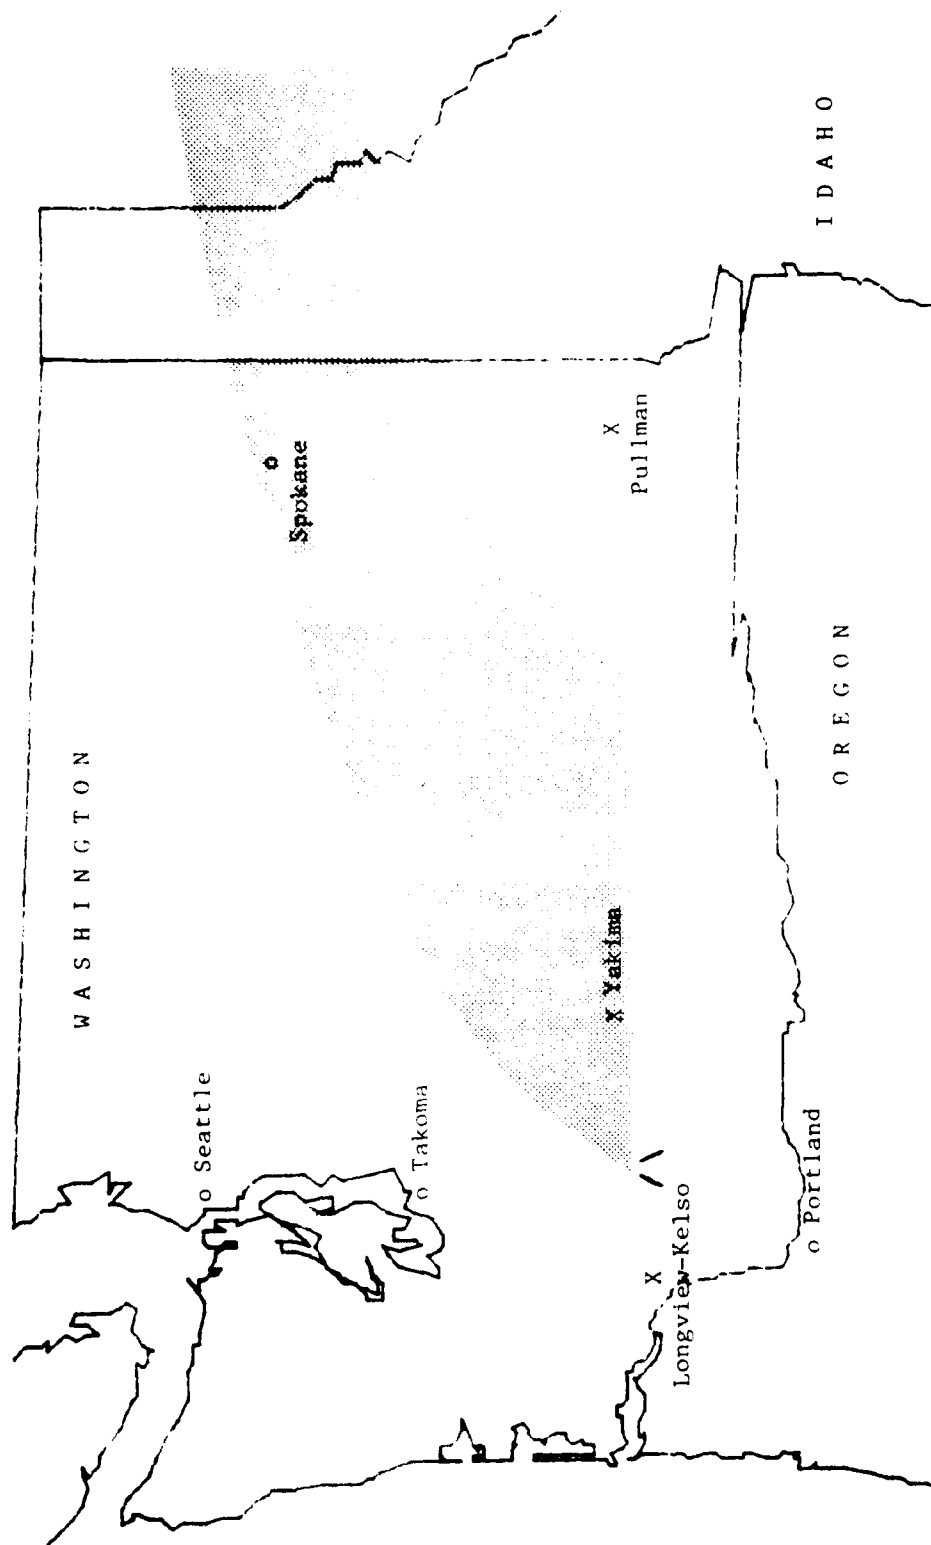 WASHINGTON
o Seattle
o Takoma
o
Spokane
X Yakima
X
Pullman
X
Longview-Kelso
o Portland
OREGON
IDAHO